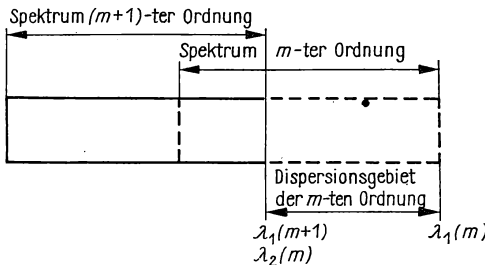 Spektrum (m+1)-ter Ordnung
Spektrum m-ter Ordnung
Dispersionsgebiet
der m-ten Ordnung
λ₁(m+1) λ₁(m)
λ₂(m)